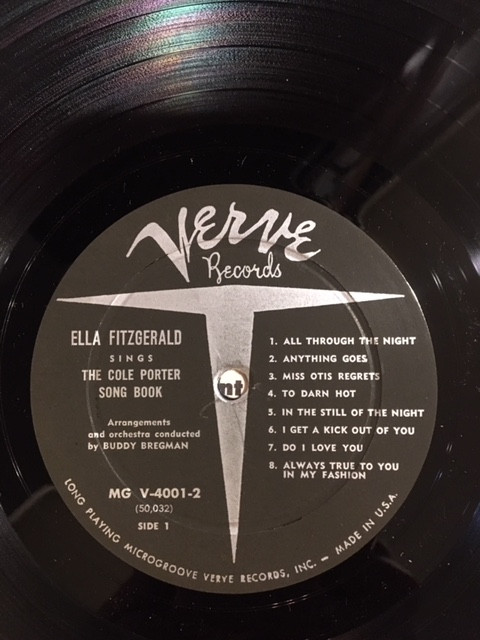 Verve
Records
ELLA FITZGERALD
SINGS
THE COLE PORTER
SONG BOOK
Arrangements
and orchestra conducted
by BUDDY BREGMAN
MG V-4001-2
(50,032)
SIDE 1
1. ALL THROUGH THE NIGHT
2. ANYTHING GOES
3. MISS OTIS REGRETS
4. TO DARN HOT
5. IN THE STILL OF THE NIGHT
6. I GET A KICK OUT OF YOU
7. DO I LOVE YOU
8. ALWAYS TRUE TO YOU
IN MY FASHION
LONG PLAYING MICROGROOVE VERVE RECORDS, INC. — MADE IN U.S.A.